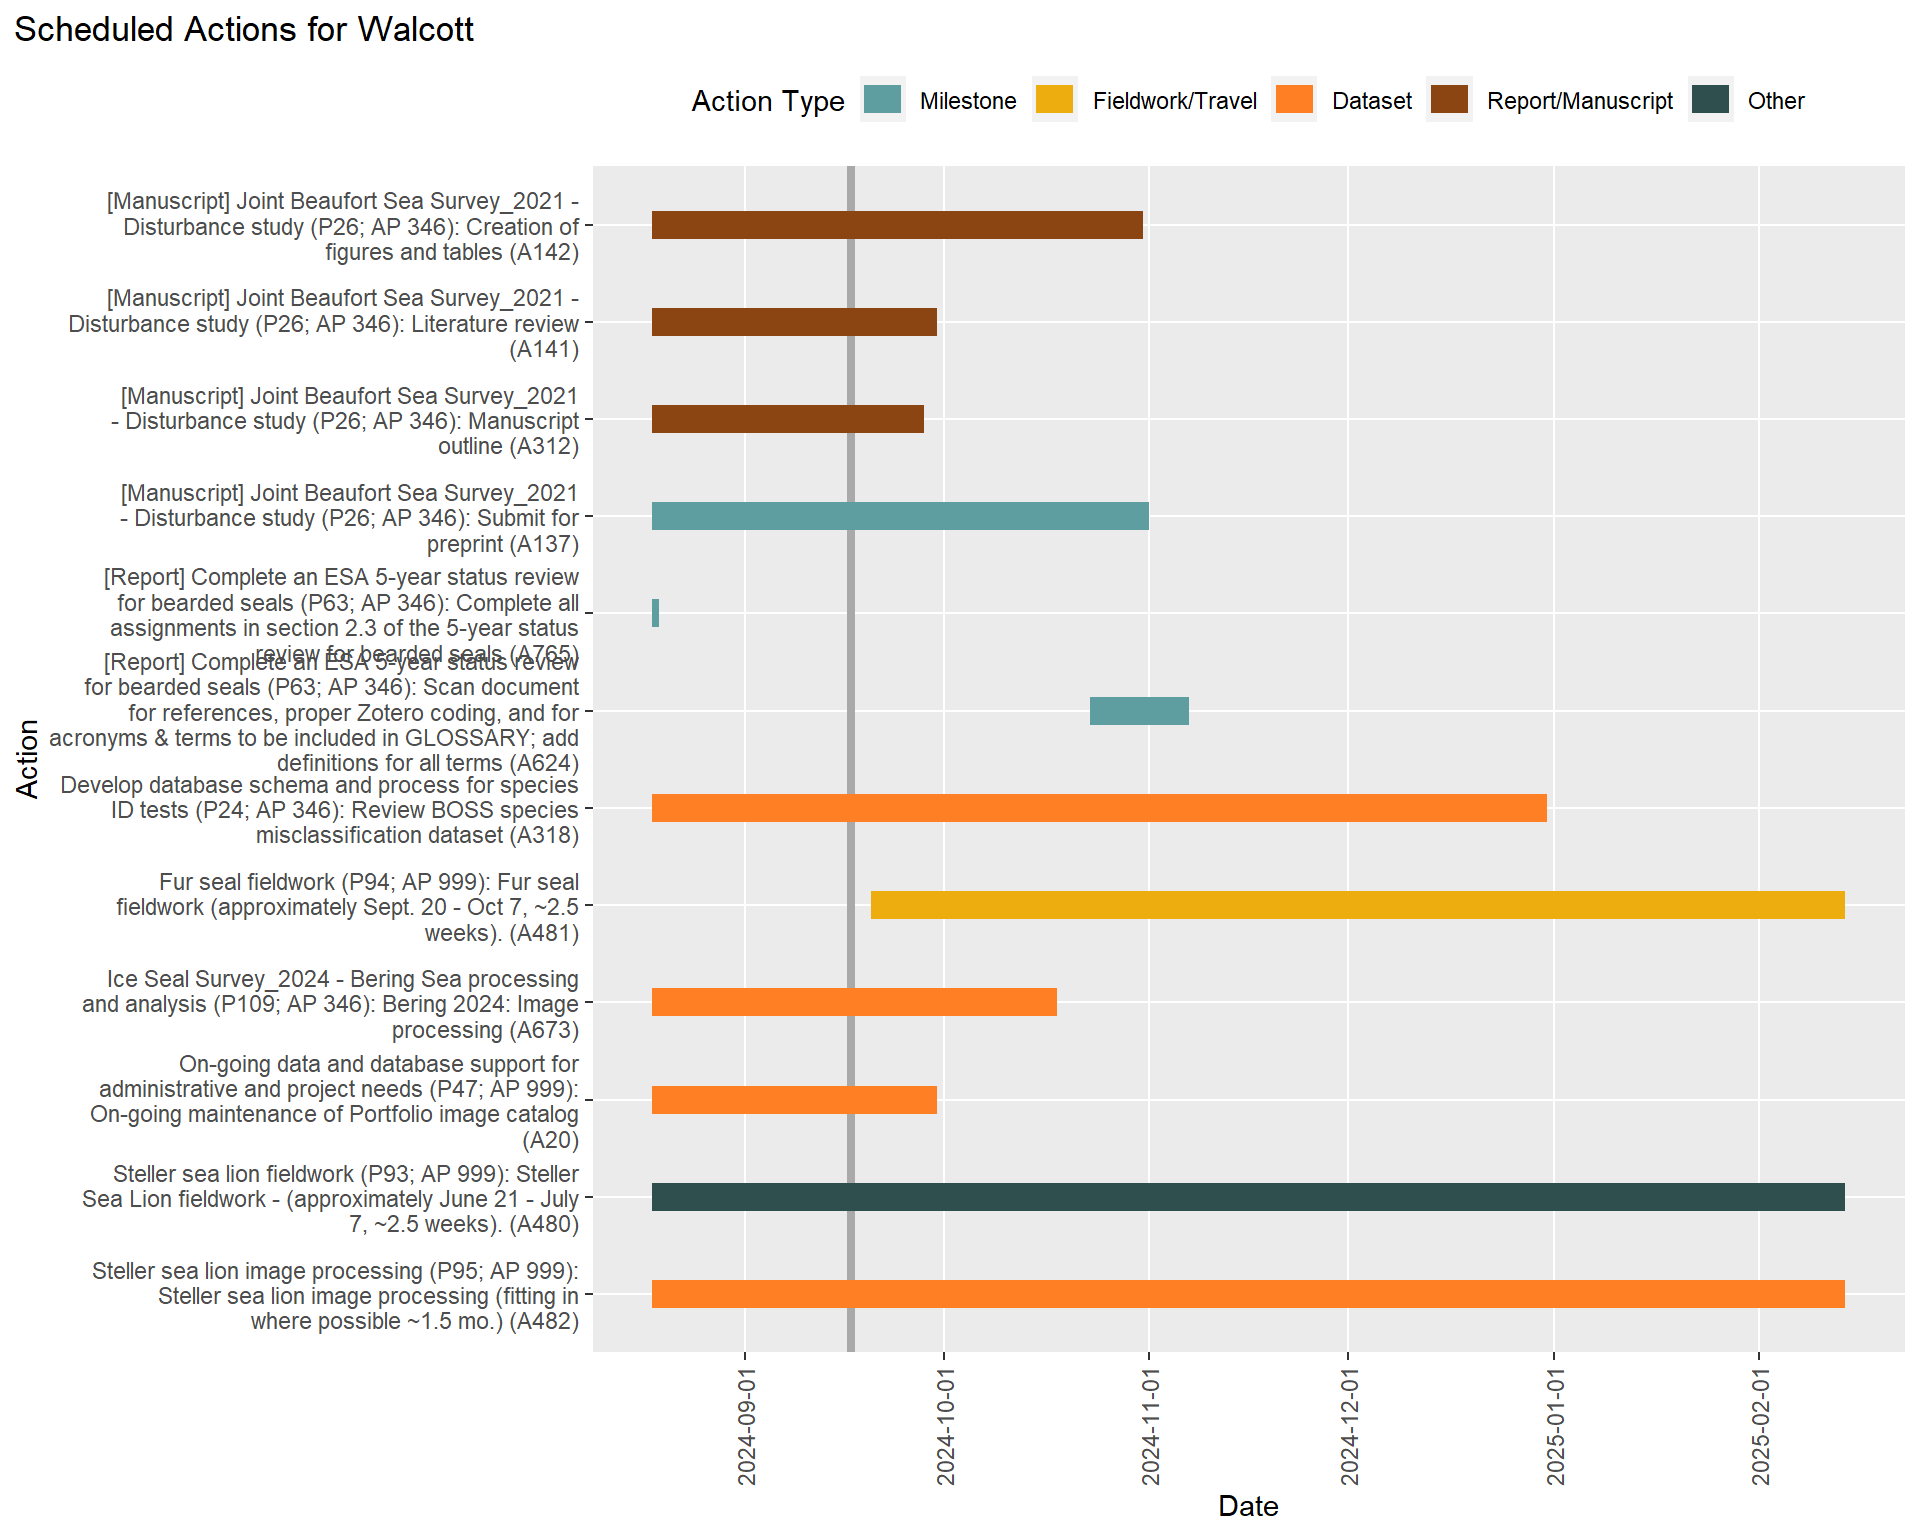 Scheduled Actions for Walcott
Action Type Milestone Fieldwork/Travel Dataset Report/Manuscript Other
[Manuscript] Joint Beaufort Sea Survey_2021 -
Disturbance study (P26; AP 346): Creation of
figures and tables (A142)
[Manuscript] Joint Beaufort Sea Survey_2021 -
Disturbance study (P26; AP 346): Literature review
(A141)
[Manuscript] Joint Beaufort Sea Survey_2021
- Disturbance study (P26; AP 346): Manuscript
outline (A312)
[Manuscript] Joint Beaufort Sea Survey_2021
- Disturbance study (P26; AP 346): Submit for
preprint (A137)
[Report] Complete an ESA 5-year status review
for bearded seals (P63; AP 346): Complete all
assignments in section 2.3 of the 5-year status
review for bearded seals (A765)
[Report] Complete an ESA 5-year status review
for bearded seals (P63; AP 346): Scan document
for references, proper Zotero coding, and for
acronyms & terms to be included in GLOSSARY; add
definitions for all terms (A624)
Develop database schema and process for species
ID tests (P24; AP 346): Review BOSS species
misclassification dataset (A318)
Fur seal fieldwork (P94; AP 999): Fur seal
fieldwork (approximately Sept. 20 - Oct 7, ~2.5
weeks). (A481)
Ice Seal Survey_2024 - Bering Sea processing
and analysis (P109; AP 346): Bering 2024: Image
processing (A673)
On-going data and database support for
administrative and project needs (P47; AP 999):
On-going maintenance of Portfolio image catalog
(A20)
Steller sea lion fieldwork (P93; AP 999): Steller
Sea Lion fieldwork - (approximately June 21 - July
7, ~2.5 weeks). (A480)
Steller sea lion image processing (P95; AP 999):
Steller sea lion image processing (fitting in
where possible ~1.5 mo.) (A482)
Action
2024-09-01
2024-10-01
2024-11-01
2024-12-01
2025-01-01
2025-02-01
Date